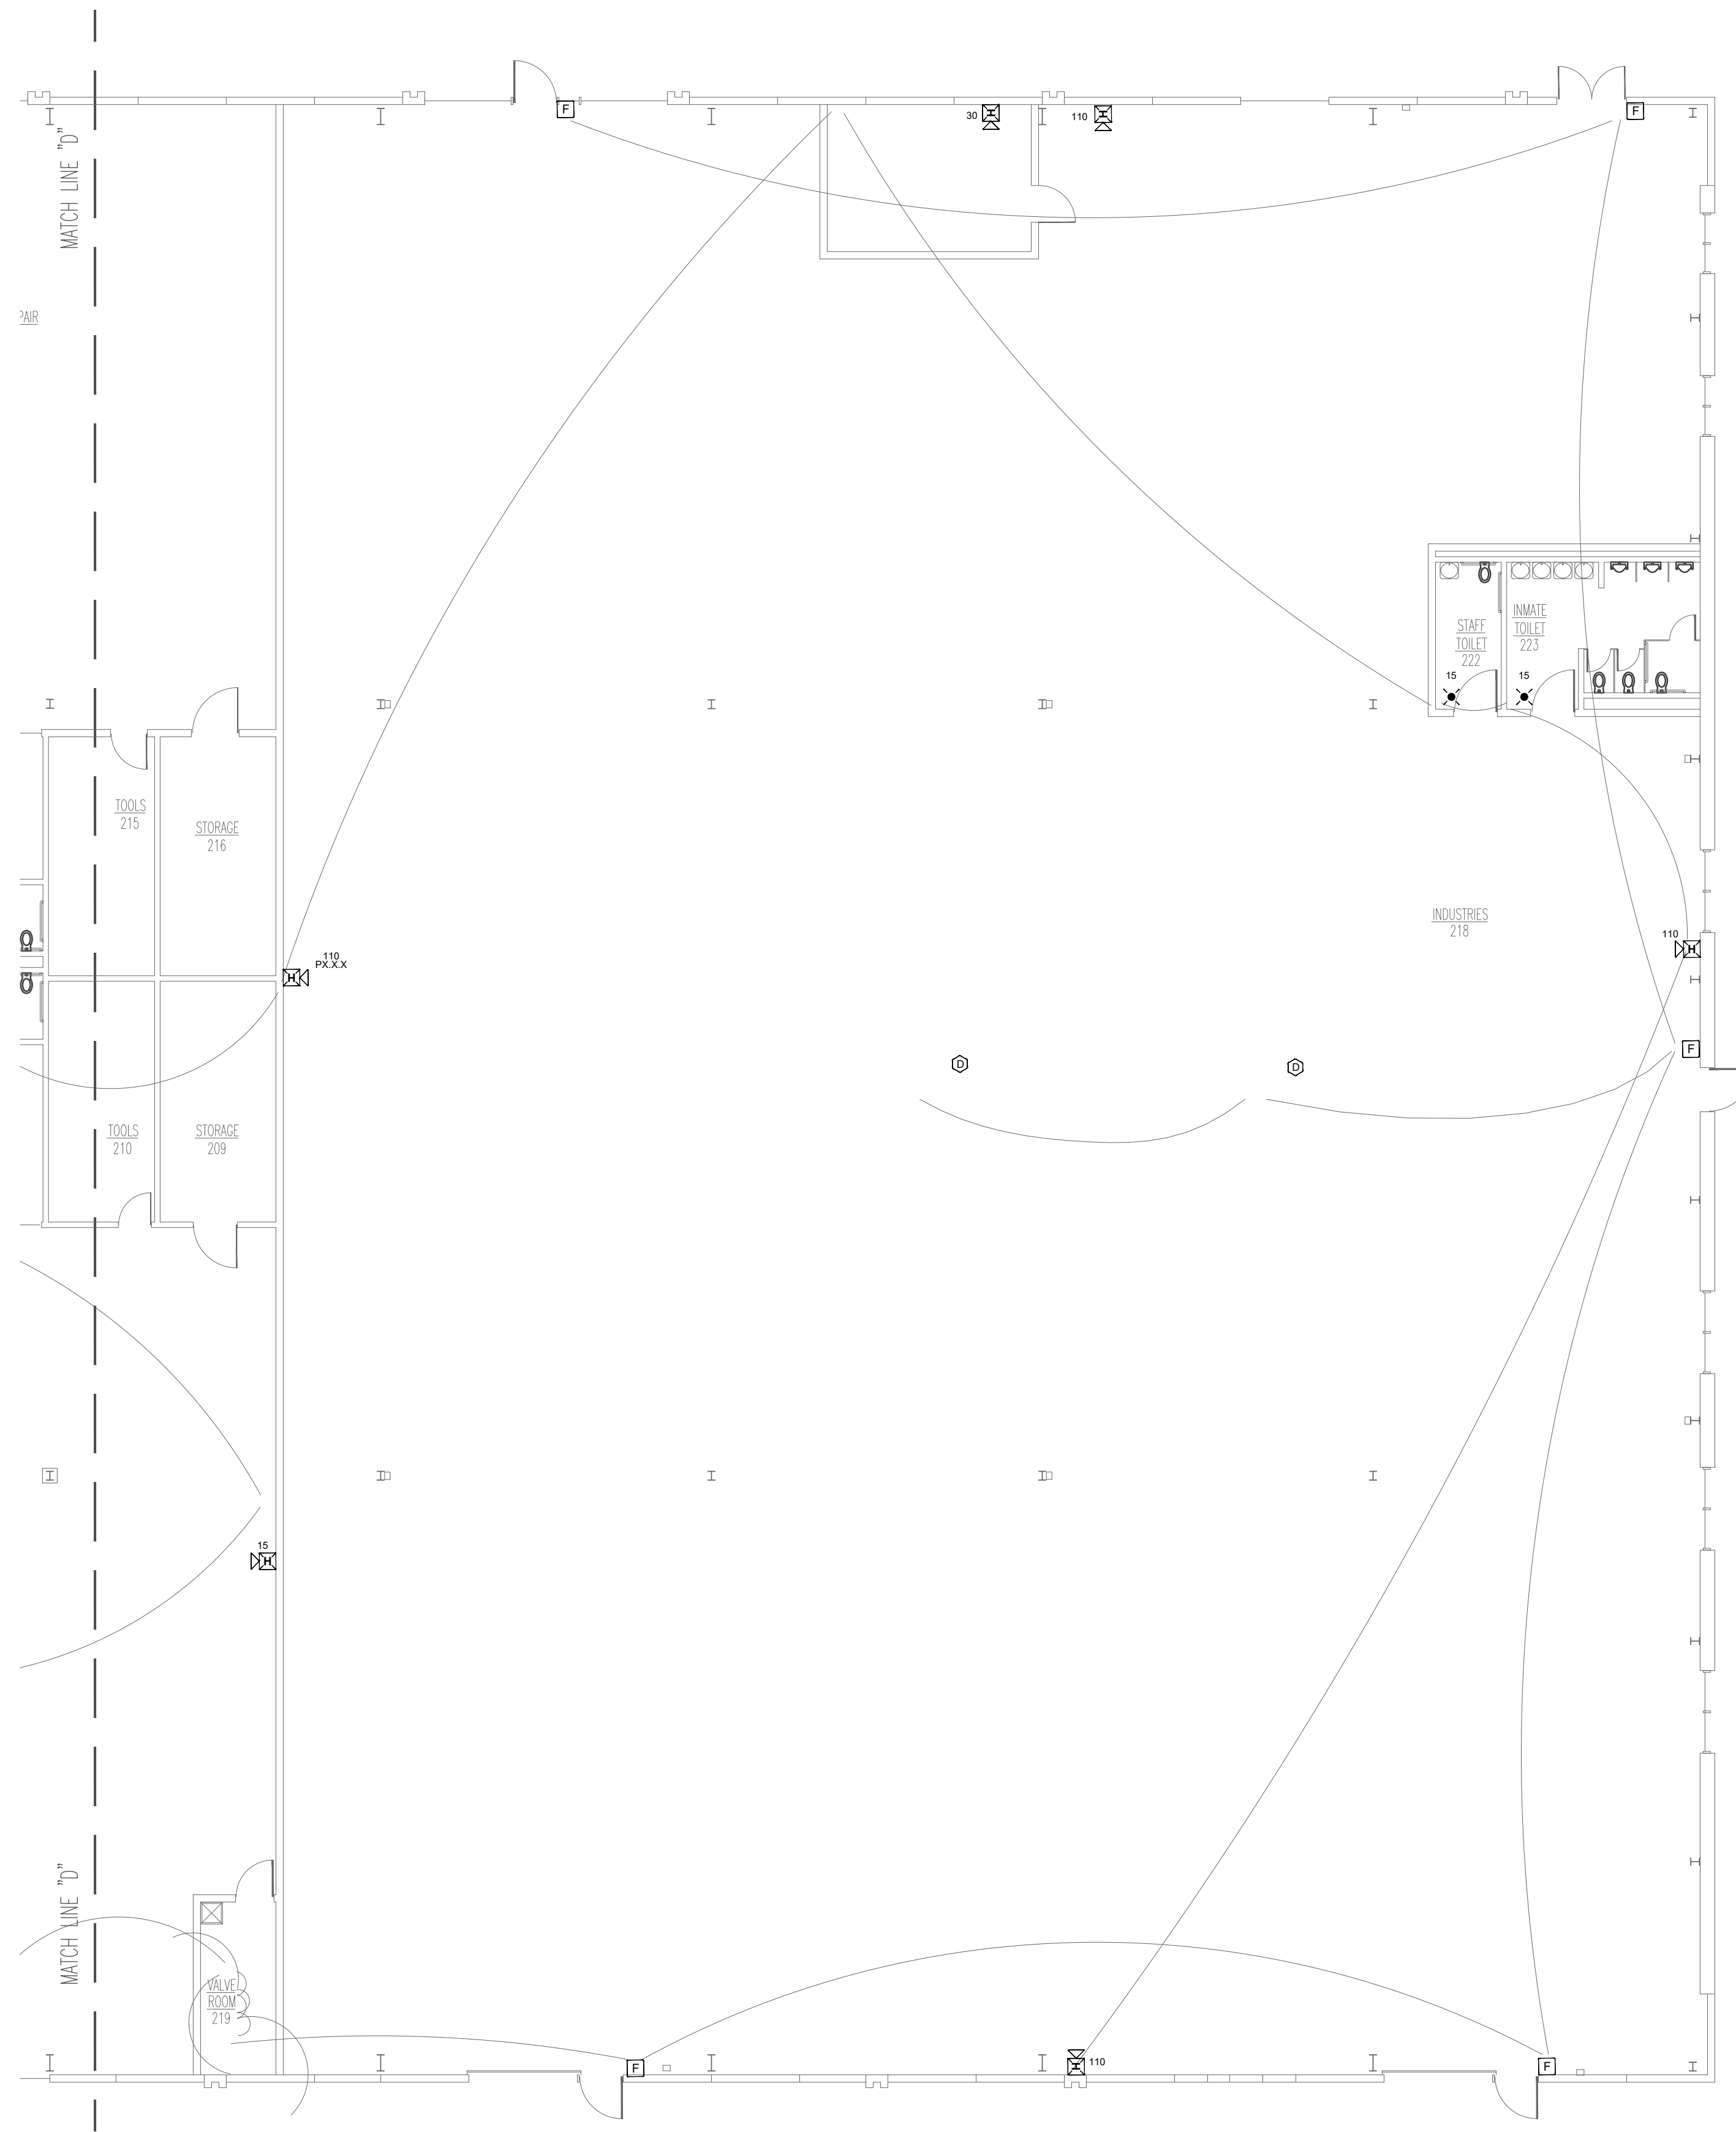 F
F
30
H
110
H
MATCH LINE "D"
PAIR
INMATE
TOILET
223
STAFF
TOILET
222
15
15
TOOLS
215
STORAGE
216
INDUSTRIES
218
110
H
110
PX.X.X
H
F
D
D
TOOLS
210
STORAGE
209
15
H
MATCH LINE "D"
VALVE
ROOM
219
F
H
110
F